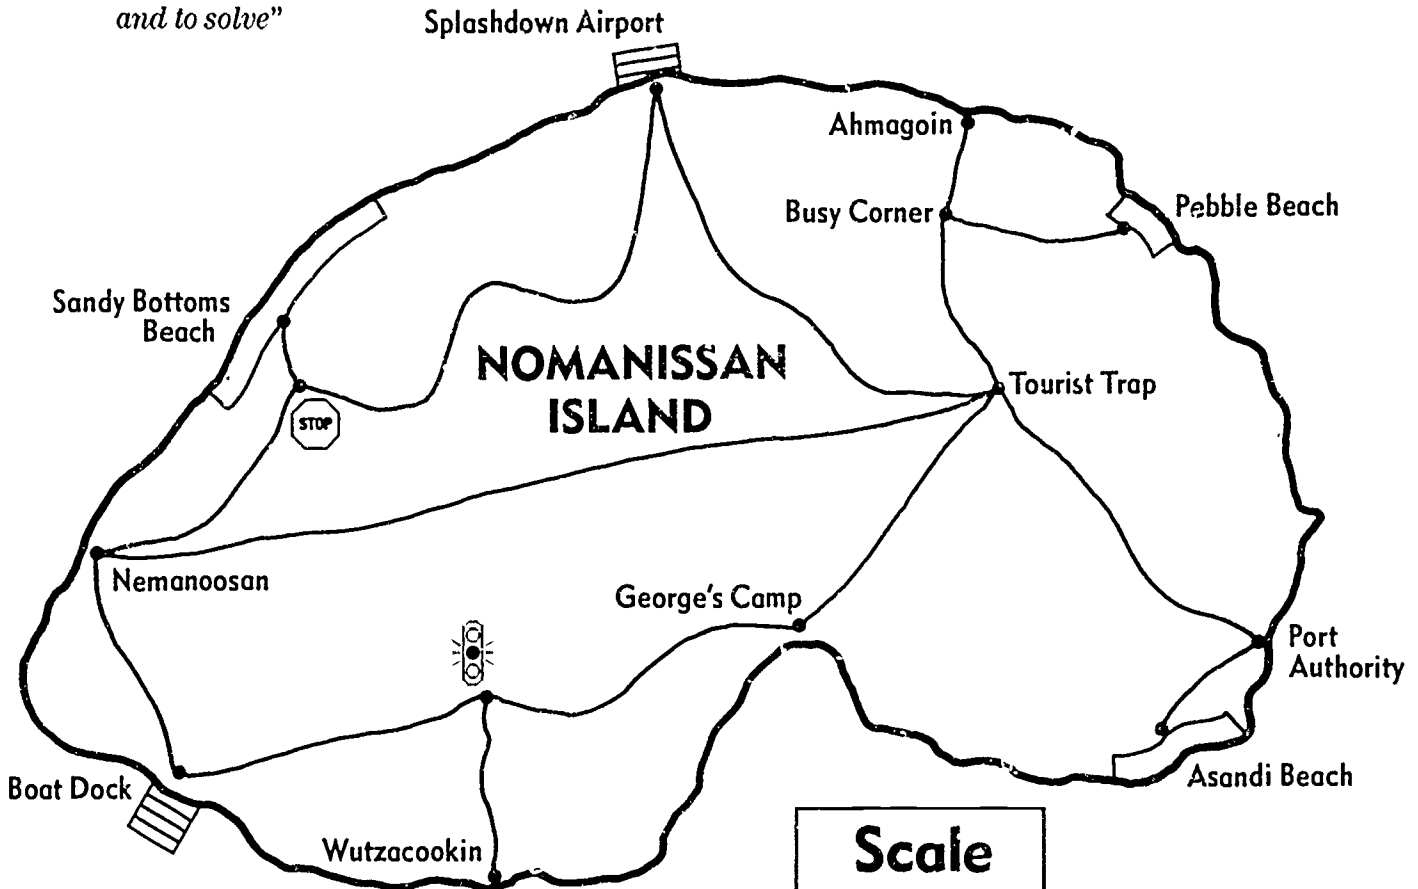 and to solve”
Splashdown Airport
Ahmagoin
Busy Corner
Pebble Beach
Sandy Bottoms
Beach
NOMANISSAN
ISLAND
Tourist Trap
STOP
Nemanoosan
George's Camp
Port
Authority
Boat Dock
Asandi Beach
Wutzacookin
Scale